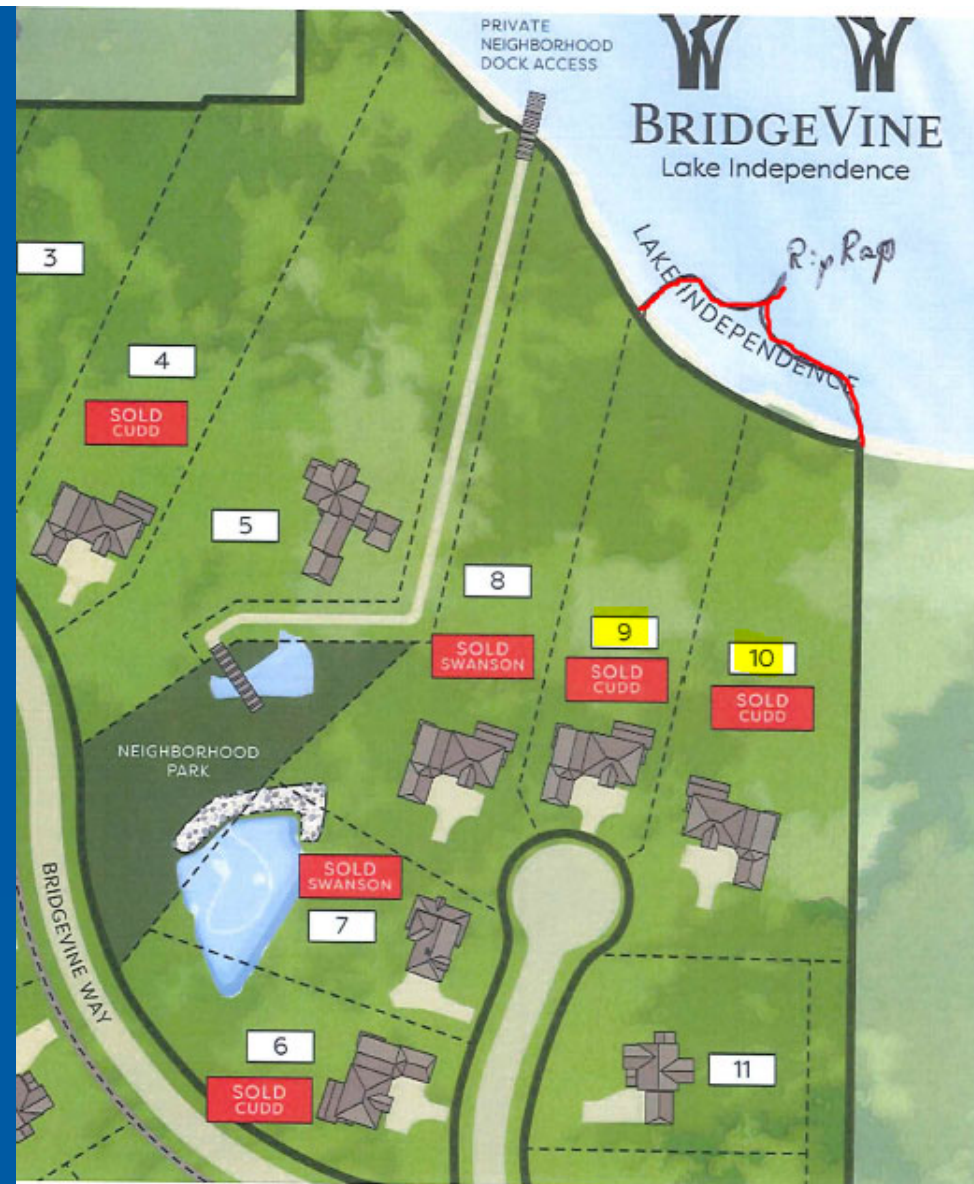 PRIVATE
NEIGHBORHOOD
DOCK ACCESS
BRIDGEVINE
Lake Independence
LAKE INDEPENDENCE
Rip Rap
3
4
SOLD
CUDD
5
8
SOLD
SWANSON
9
SOLD
CUDD
10
SOLD
CUDD
NEIGHBORHOOD
PARK
SOLD
SWANSON
7
BRIDGEVINE WAY
6
SOLD
CUDD
11